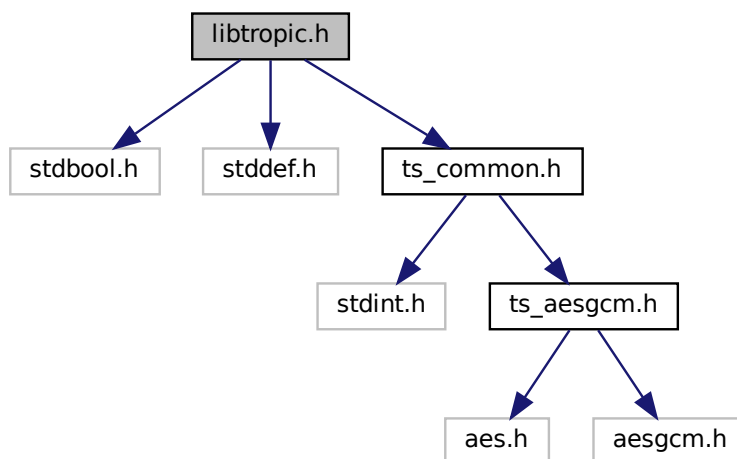 libtropic.h
stdbool.h
stddef.h
ts_common.h
stdint.h
ts_aesgcm.h
aes.h
aesgcm.h